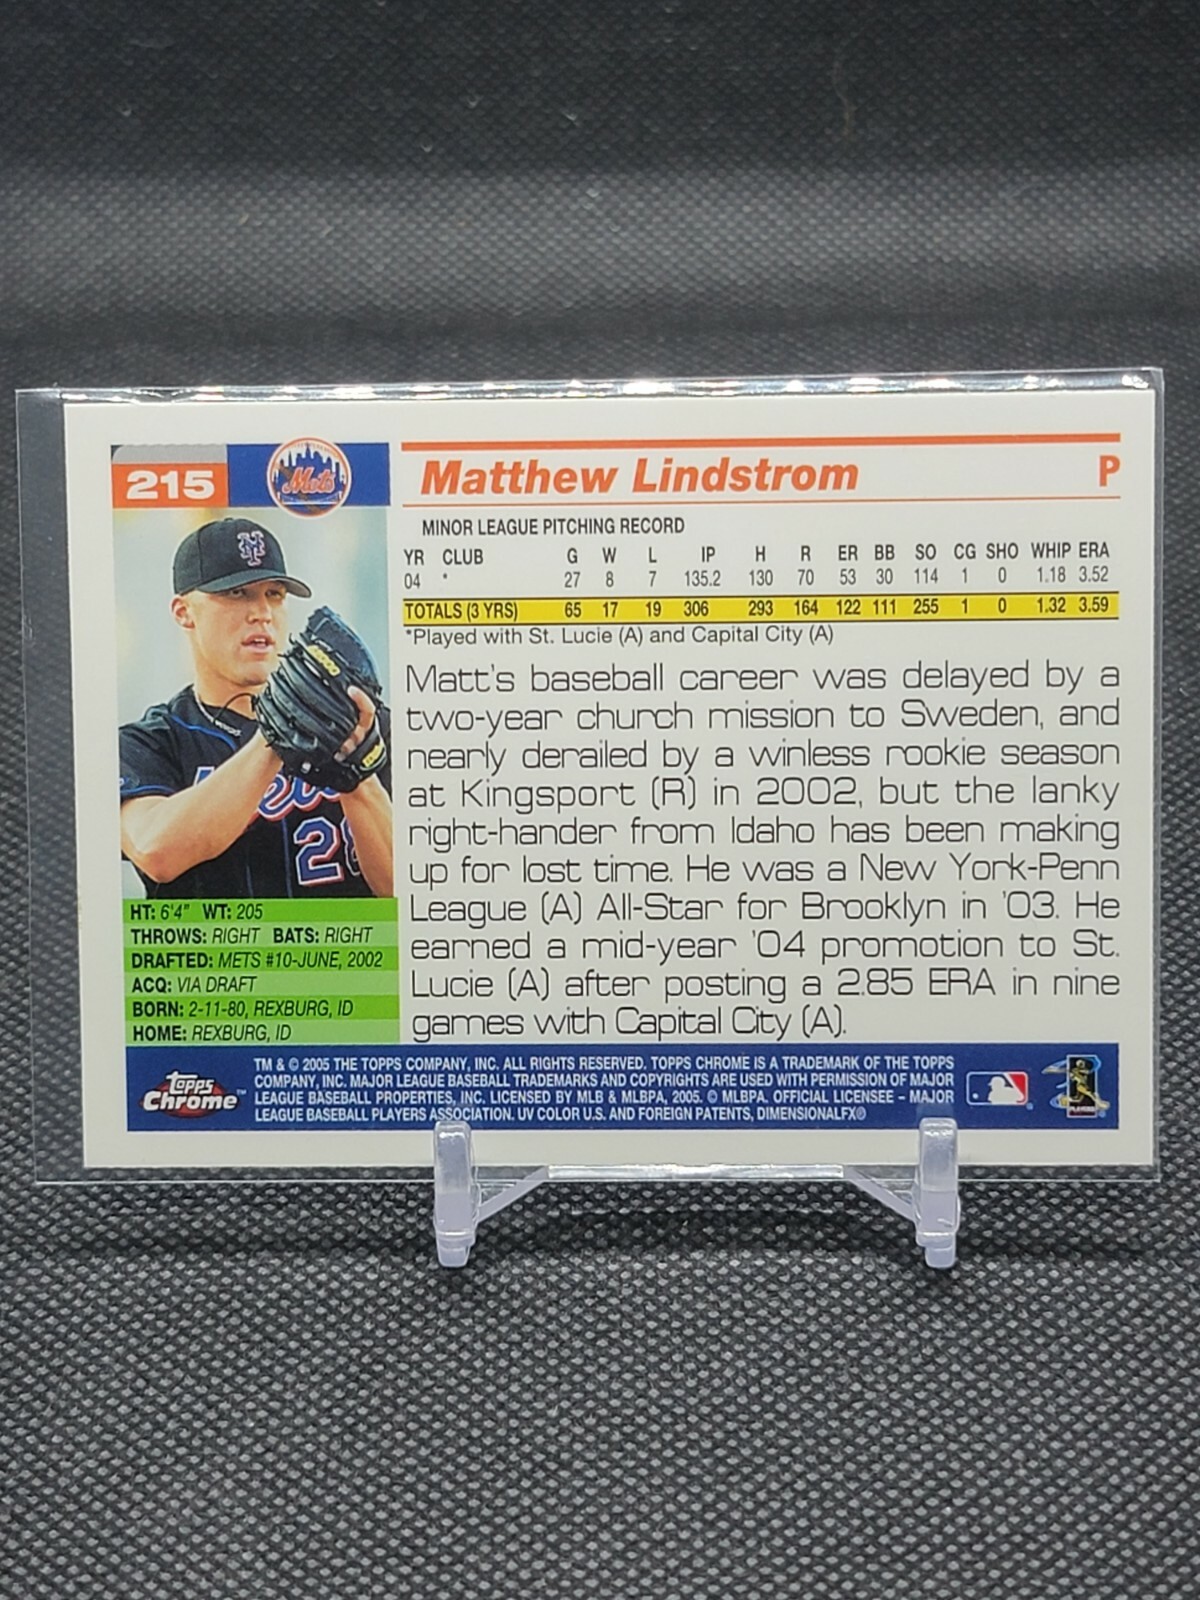 215
Mets
Matthew Lindstrom P
MINOR LEAGUE PITCHING RECORD
YR CLUB G W L IP H R ER BB SO CG SHO WHIP ERA
04 * 27 8 7 135.2 130 70 53 30 114 1 0 1.18 3.52
TOTALS (3 YRS) 65 17 19 306 293 164 122 111 255 1 0 1.32 3.59
*Played with St. Lucie (A) and Capital City (A)
Matt's baseball career was delayed by a
two-year church mission to Sweden, and
nearly derailed by a winless rookie season
at Kingsport (R) in 2002, but the lanky
right-hander from Idaho has been making
up for lost time. He was a New York-Penn
League (A) All-Star for Brooklyn in '03. He
earned a mid-year '04 promotion to St.
Lucie (A) after posting a 2.85 ERA in nine
games with Capital City (A).
NY
HT: 6'4" WT: 205
THROWS: RIGHT BATS: RIGHT
DRAFTED: METS #10-JUNE, 2002
ACQ: VIA DRAFT
BORN: 2-11-80, REXBURG, ID
HOME: REXBURG, ID
Topps
Chrome™
TM & © 2005 THE TOPPS COMPANY, INC. ALL RIGHTS RESERVED. TOPPS CHROME IS A TRADEMARK OF THE TOPPS
COMPANY, INC. MAJOR LEAGUE BASEBALL TRADEMARKS AND COPYRIGHTS ARE USED WITH PERMISSION OF MAJOR
LEAGUE BASEBALL PROPERTIES, INC. LICENSED BY MLB & MLBPA, 2005. © MLBPA. OFFICIAL LICENSEE – MAJOR
LEAGUE BASEBALL PLAYERS ASSOCIATION. UV COLOR U.S. AND FOREIGN PATENTS, DIMENSIONALFX®
PLAYERS